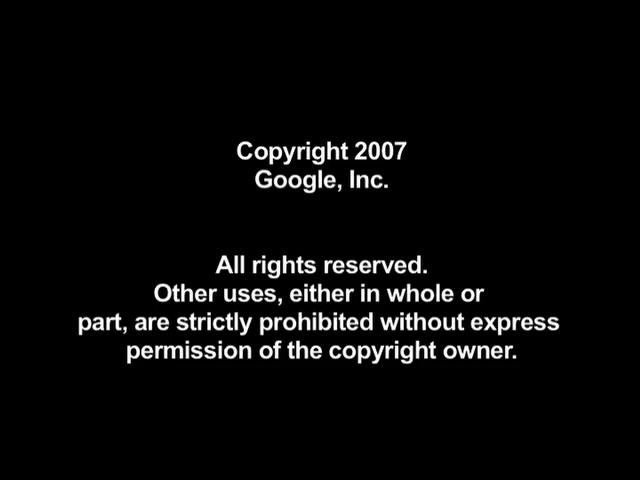 Copyright 2007
Google, Inc.
All rights reserved.
Other uses, either in whole or
part, are strictly prohibited without express
permission of the copyright owner.